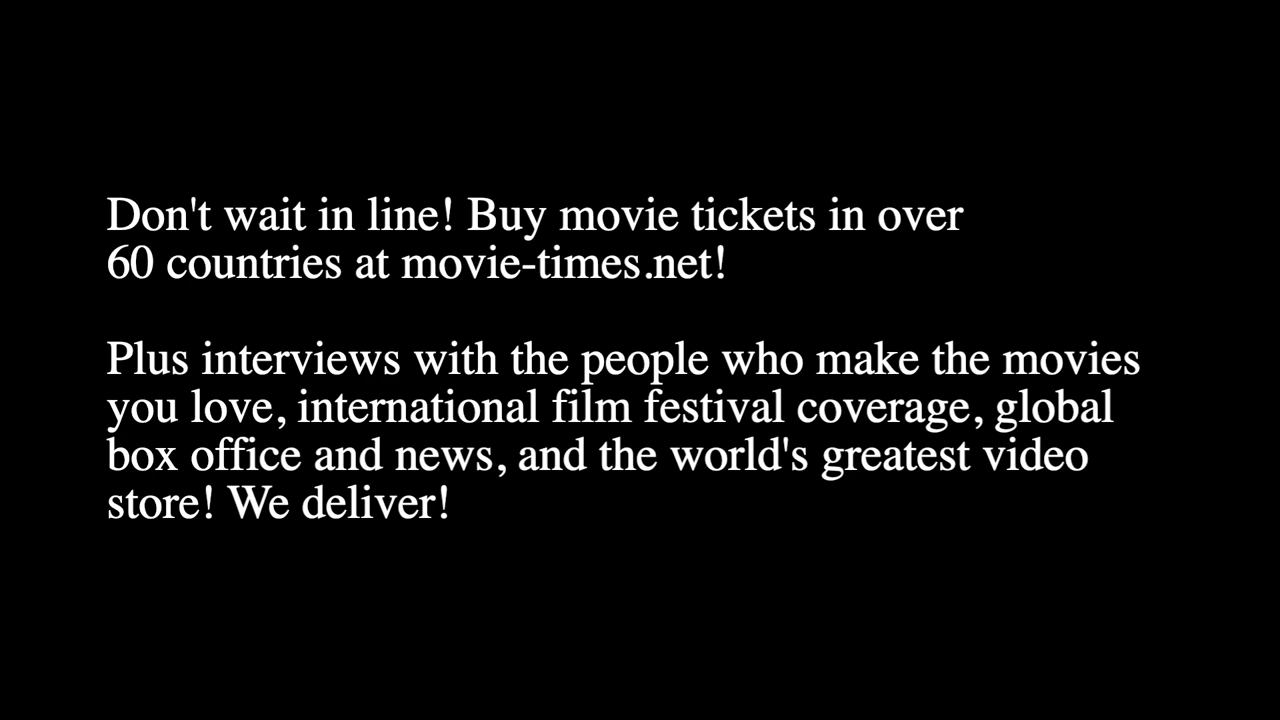 Don't wait in line! Buy movie tickets in over
60 countries at movie-times.net!
Plus interviews with the people who make the movies
you love, international film festival coverage, global
box office and news, and the world's greatest video
store! We deliver!